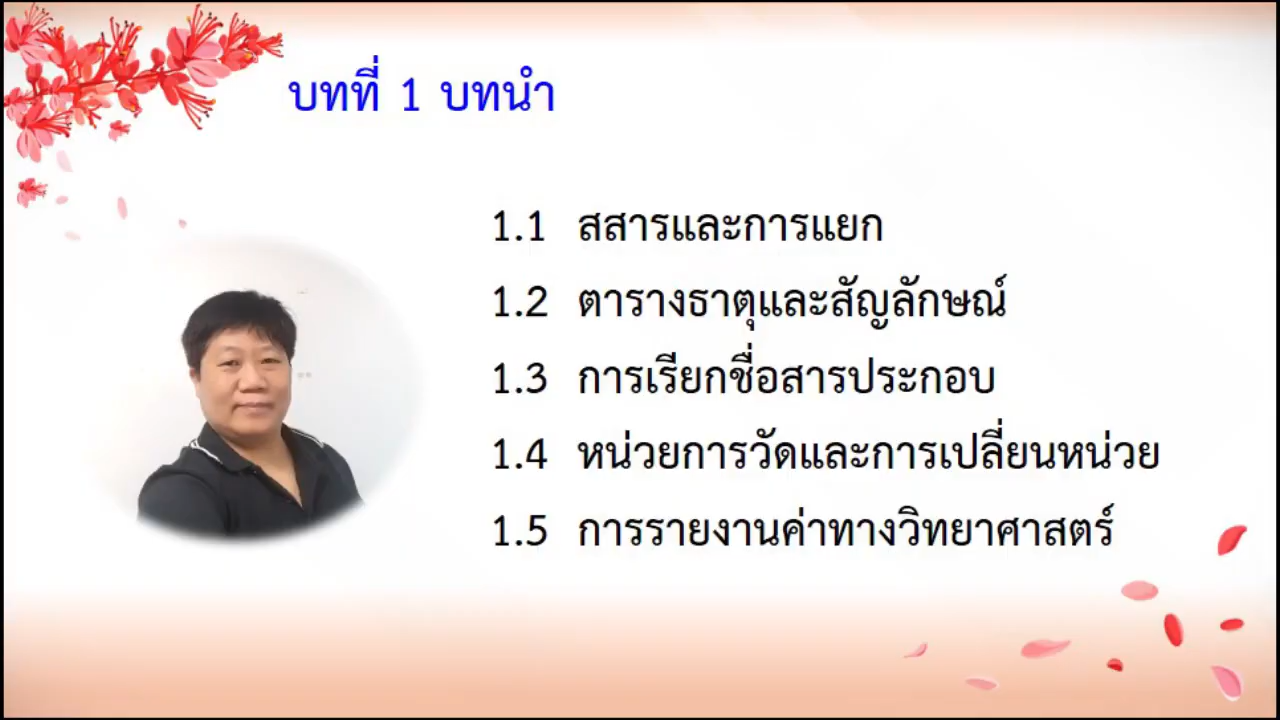 บทที่ 1 บทนำ
1.1 สสารและการแยก
1.2 ตารางธาตุและสัญลักษณ์
1.3 การเรียกชื่อสารประกอบ
1.4 หน่วยการวัดและการเปลี่ยนหน่วย
1.5 การรายงานค่าทางวิทยาศาสตร์